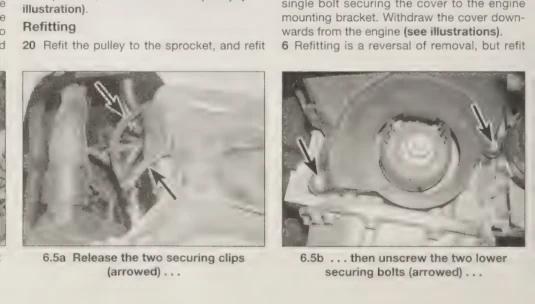 illustration).
Refitting
20 Refit the pulley to the sprocket, and refit
single bolt securing the cover to the engine
mounting bracket. Withdraw the cover down-
wards from the engine (see illustrations).
6 Refitting is a reversal of removal, but refit
6.5a Release the two securing clips
(arrowed) . . .
6.5b . . . then unscrew the two lower
securing bolts (arrowed) . . .